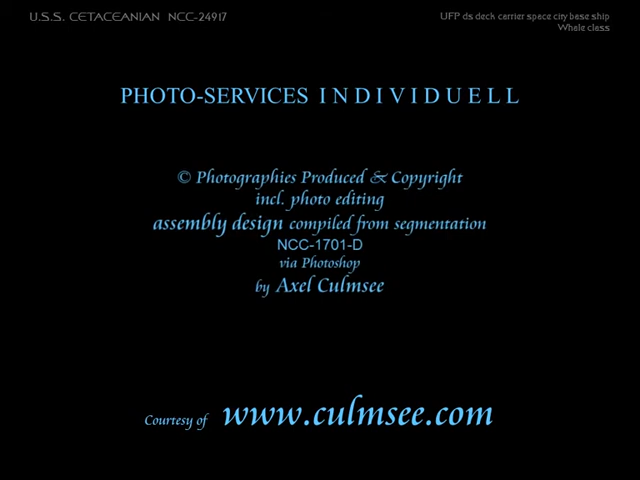 U.S.S. CETACEANIAN NCC-24917
UFP ds deck carrier space city base ship
Whale class
PHOTO-SERVICES I N D I V I D U E L L
© Photographies Produced & Copyright
incl. photo editing
assembly design compiled from segmentation
NCC-1701-D
via Photoshop
by Axel Culmsee
Courtesy of www.culmsee.com